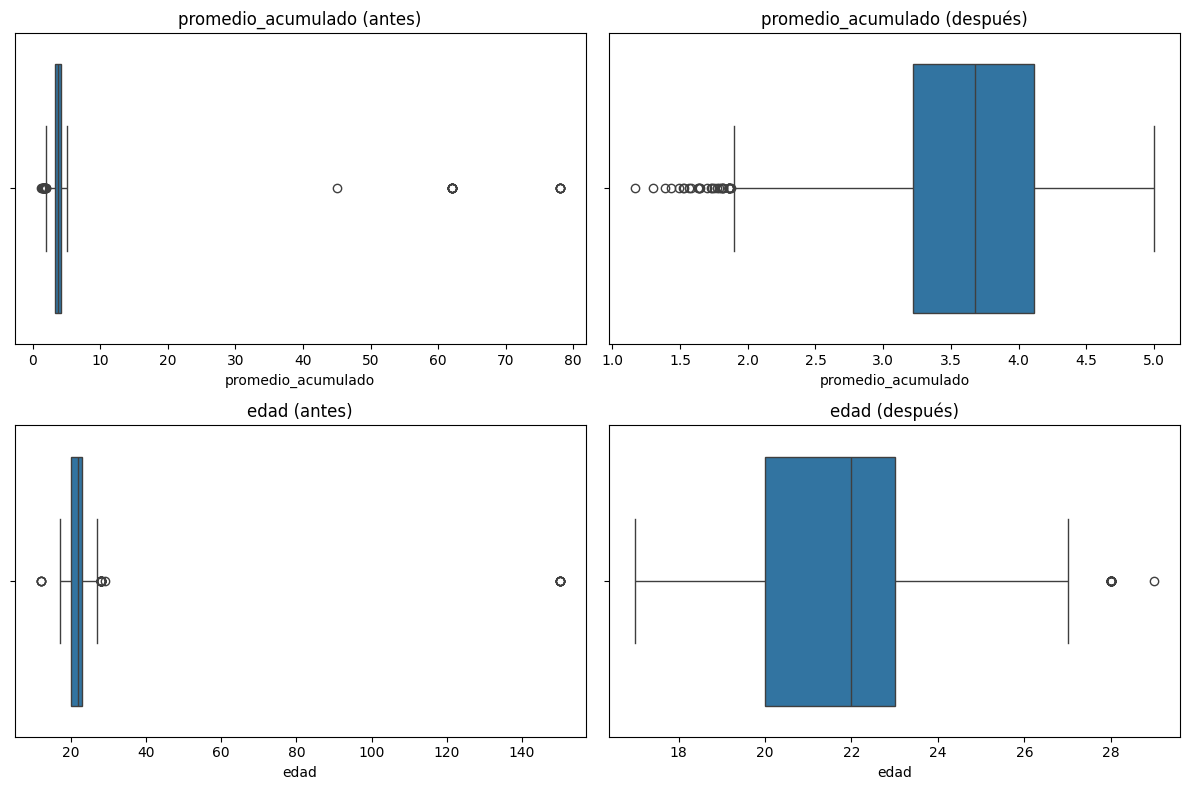 promedio_acumulado (antes)
0 10 20 30 40 50 60 70 80
promedio_acumulado
promedio_acumulado (después)
1.0 1.5 2.0 2.5 3.0 3.5 4.0 4.5 5.0
promedio_acumulado
edad (antes)
20 40 60 80 100 120 140
edad
edad (después)
18 20 22 24 26 28
edad